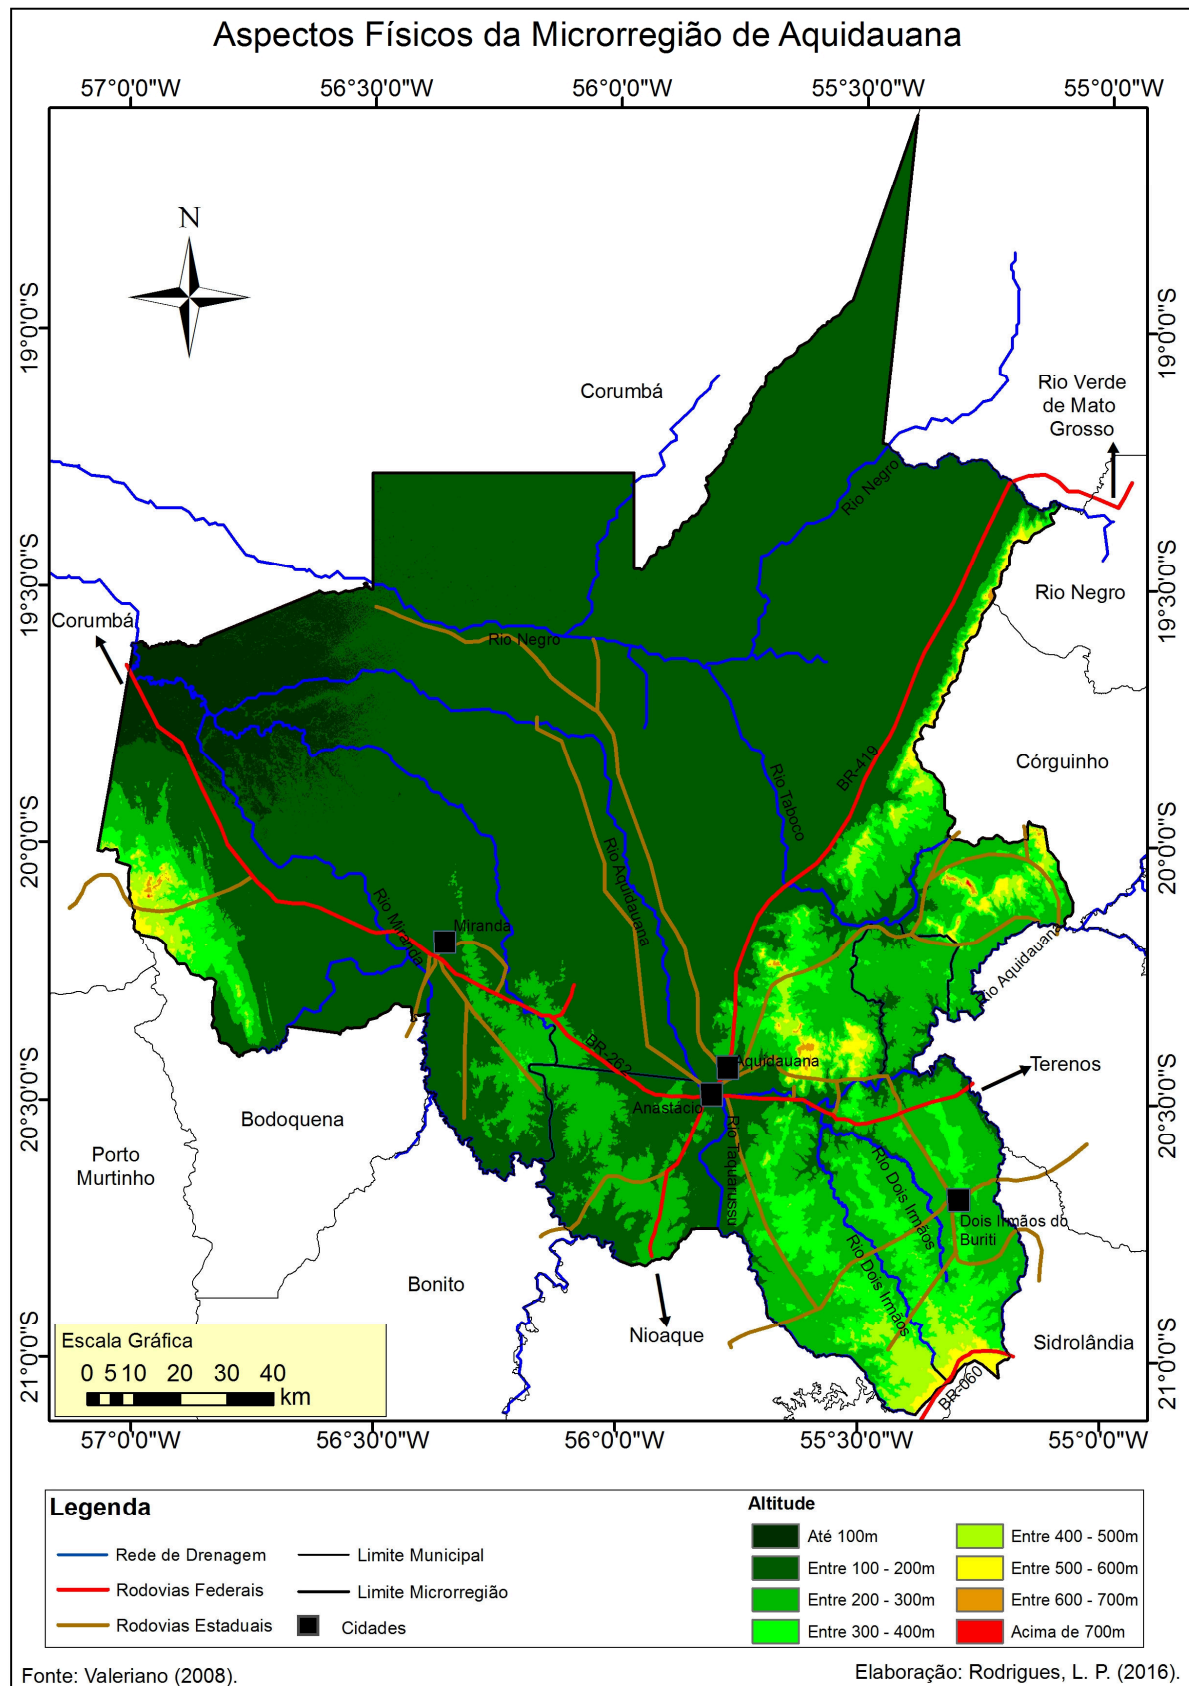 Aspectos Físicos da Microrregião de Aquidauana
57°0'0"W
56°30'0"W
56°0'0"W
55°30'0"W
55°0'0"W
N
19°0'0"S
19°0'0"S
Corumbá
Rio Verde
de Mato
Grosso
Rio Negro
19°30'0"S
19°30'0"S
Rio Negro
Corumbá
Rio Negro
Córguinho
BR-419
Rio Taboco
20°0'0"S
20°0'0"S
Rio Aquidauana
Rio Miranda
Miranda
Rio Aquidauana
BR-262
Aquidauana
Terenos
Anastácio
20°30'0"S
20°30'0"S
Bodoquena
Porto
Murtinho
Rio Taquarussu
Rio Dois Irmãos
Dois Irmãos do
Buriti
Rio Dois Irmãos
Bonito
Nioaque
Sidrolândia
21°0'0"S
21°0'0"S
BR-060
Escala Gráfica
0 5 10 20 30 40
km
57°0'0"W
56°30'0"W
56°0'0"W
55°30'0"W
55°0'0"W
Legenda
Rede de Drenagem
Rodovias Federais
Rodovias Estaduais
Limite Municipal
Limite Microrregião
Cidades
Altitude
Até 100m
Entre 100 - 200m
Entre 200 - 300m
Entre 300 - 400m
Entre 400 - 500m
Entre 500 - 600m
Entre 600 - 700m
Acima de 700m
Fonte: Valeriano (2008).
Elaboração: Rodrigues, L. P. (2016).